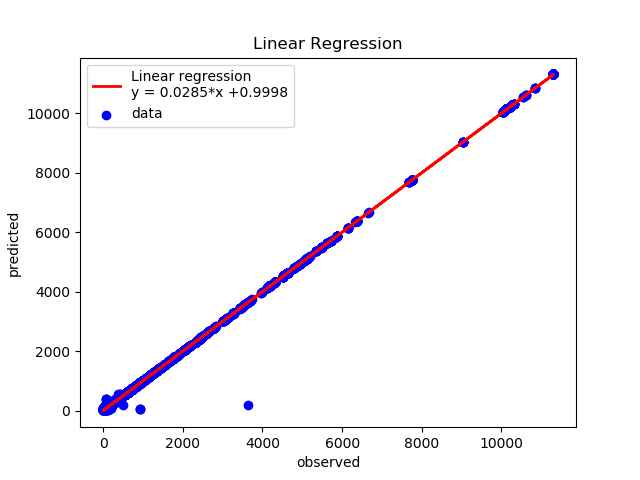 Linear Regression
Linear regression
y = 0.0285*x +0.9998
data
10000
8000
6000
4000
2000
0
predicted
0 2000 4000 6000 8000 10000
observed